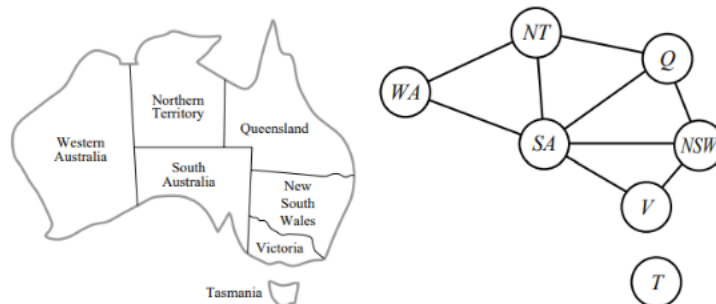 Northern
Territory
Western
Australia
Queensland
South
Australia
New
South
Wales
Victoria
Tasmania
NT
Q
WA
SA
NSW
V
T